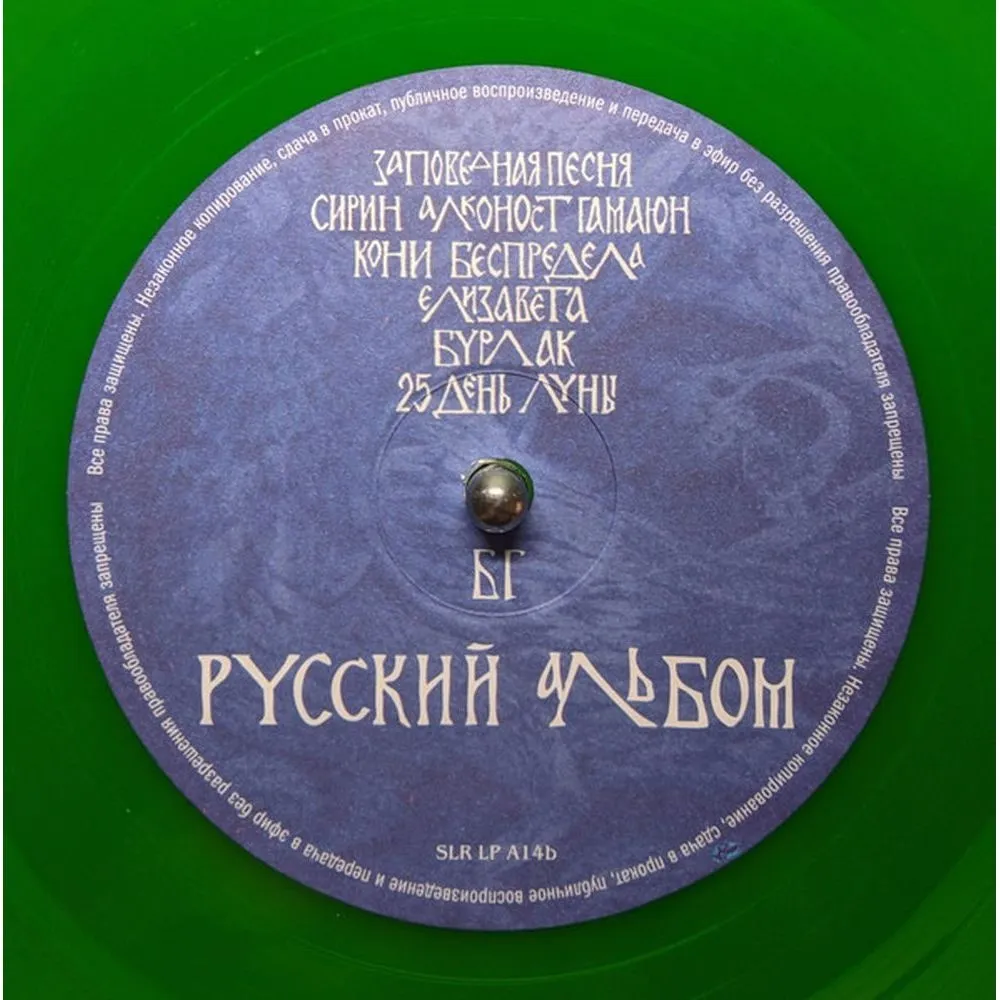 ЗАПОВЕДНАЯ ПЕСНЯ
СИРИН АЛКОНОСТ ГАМАЮН
КОНИ БЕСПРЕДЕЛА
ЕЛИЗАВЕТА
БУРЛАК
25 ДЕНЬ ЛУНЫ
БГ
РУССКИЙ АЛЬБОМ
SLR LP A14b
Все права защищены. Незаконное копирование, сдача в прокат, публичное воспроизведение и передача в эфир без разрешения правообладателя запрещены
Все права защищены. Незаконное копирование, сдача в прокат, публичное воспроизведение и передача в эфир без разрешения правообладателя запрещены